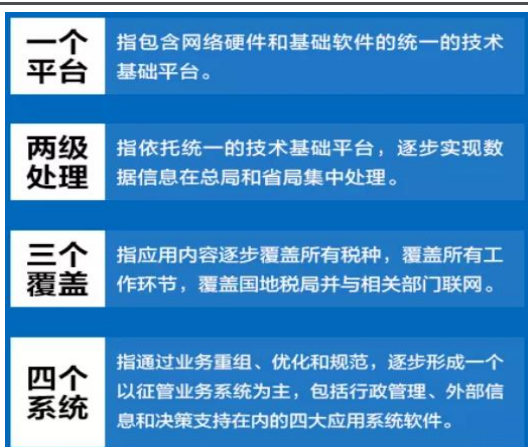 一个
平台
指包含网络硬件和基础软件的统一的技术
基础平台。
两级
处理
指依托统一的技术基础平台，逐步实现数
据信息在总局和省局集中处理。
三个
覆盖
指应用内容逐步覆盖所有税种，覆盖所有工
作环节，覆盖国地税局并与相关部门联网。
四个
系统
指通过业务重组、优化和规范，逐步形成一个
以征管业务系统为主，包括行政管理、外部信
息和决策支持在内的四大应用系统软件。